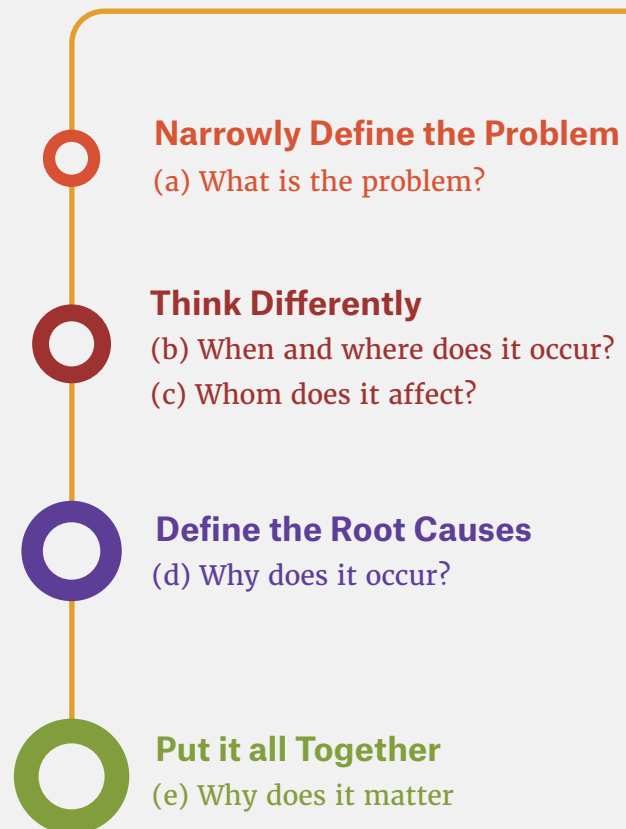 Narrowly Define the Problem
(a) What is the problem?
Think Differently
(b) When and where does it occur?
(c) Whom does it affect?
Define the Root Causes
(d) Why does it occur?
Put it all Together
(e) Why does it matter